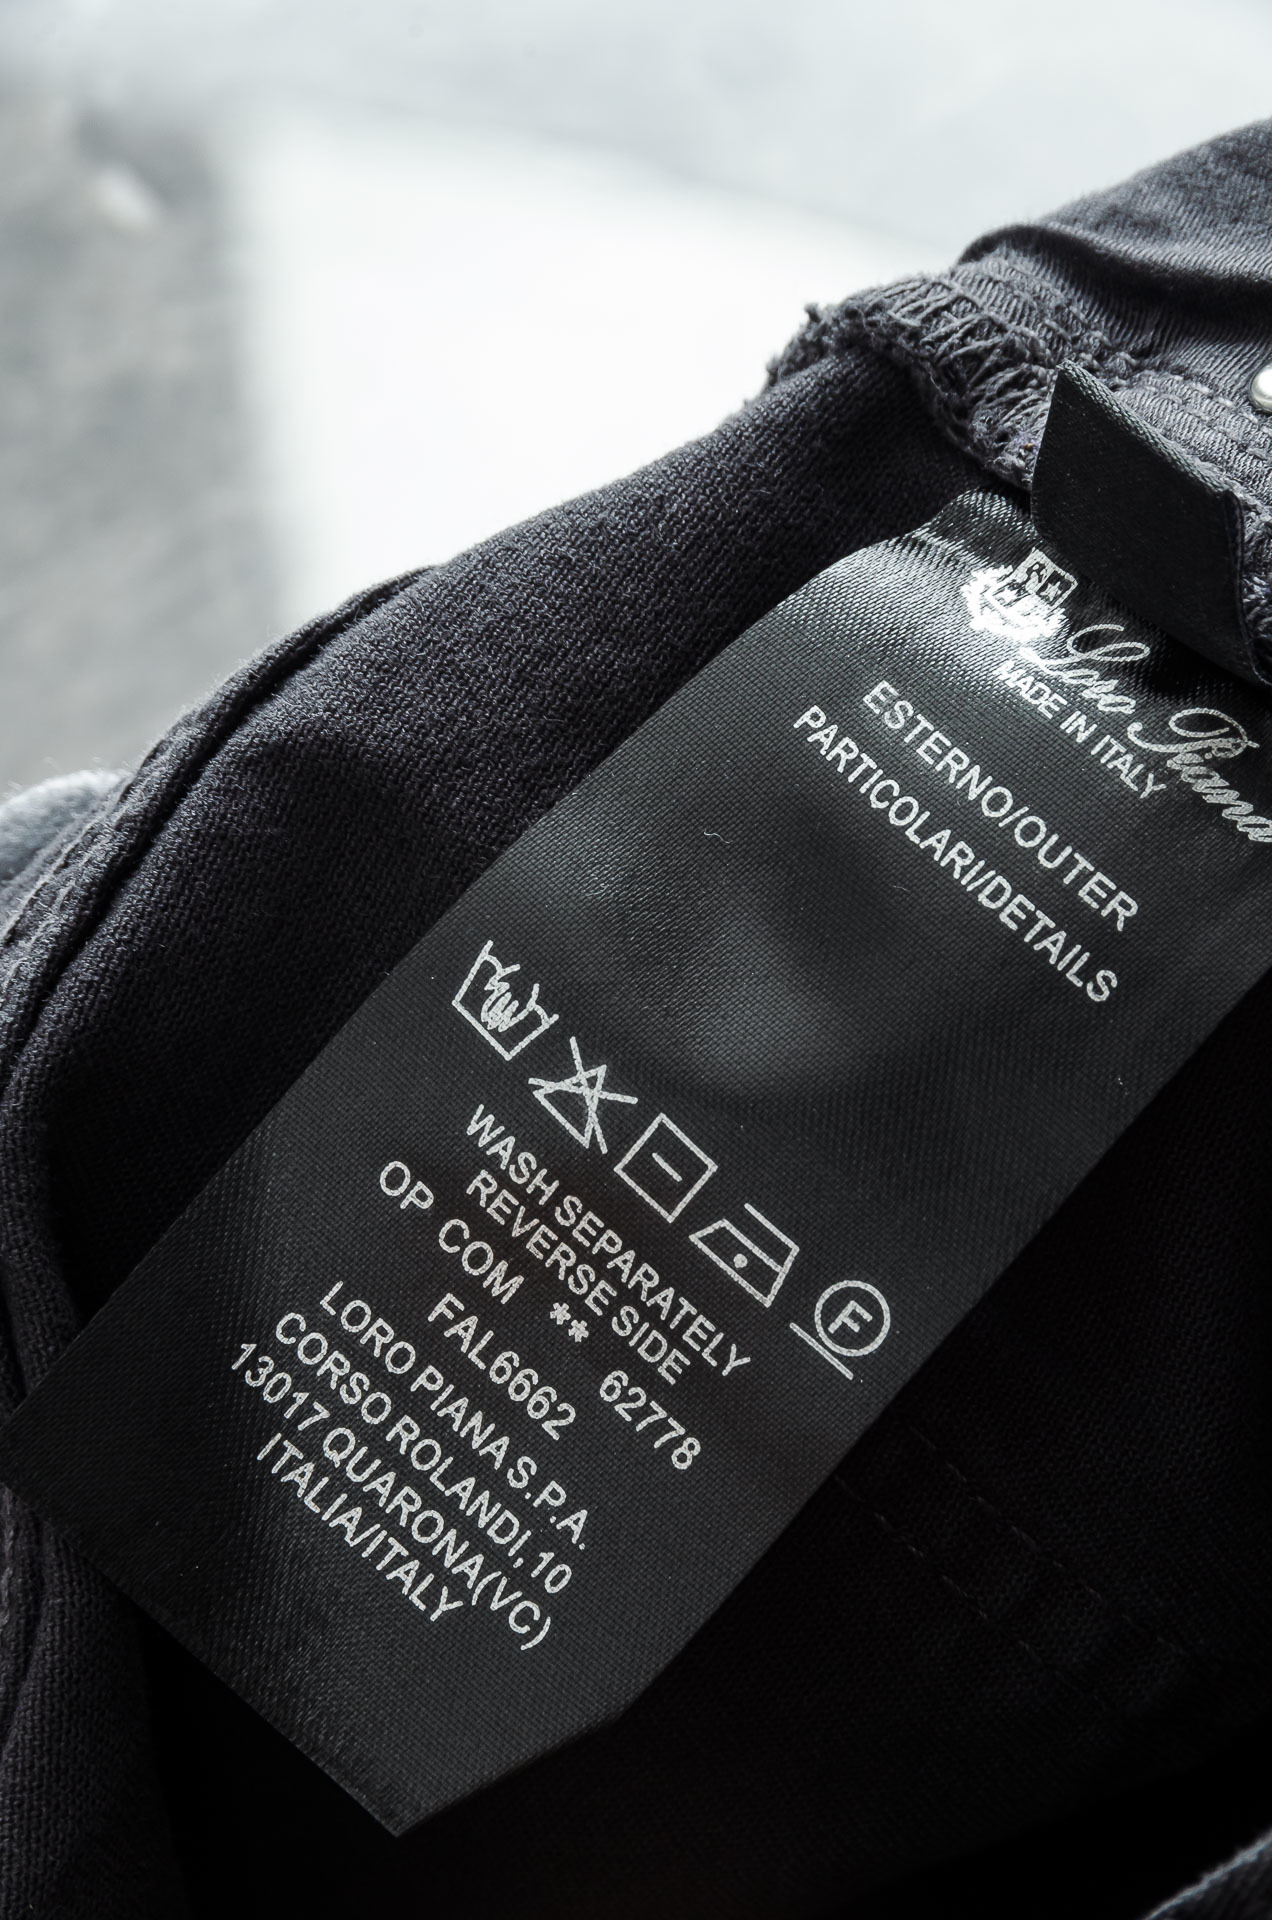 Loro Piana
MADE IN ITALY
ESTERNO/OUTER
PARTICOLARI/DETAILS
WASH SEPARATELY
REVERSE SIDE
F
OP COM ** 62778
FAL6662
LORO PIANA S.P.A.
CORSO ROLANDI, 10
13017 QUARONA(VC)
ITALIA/ITALY